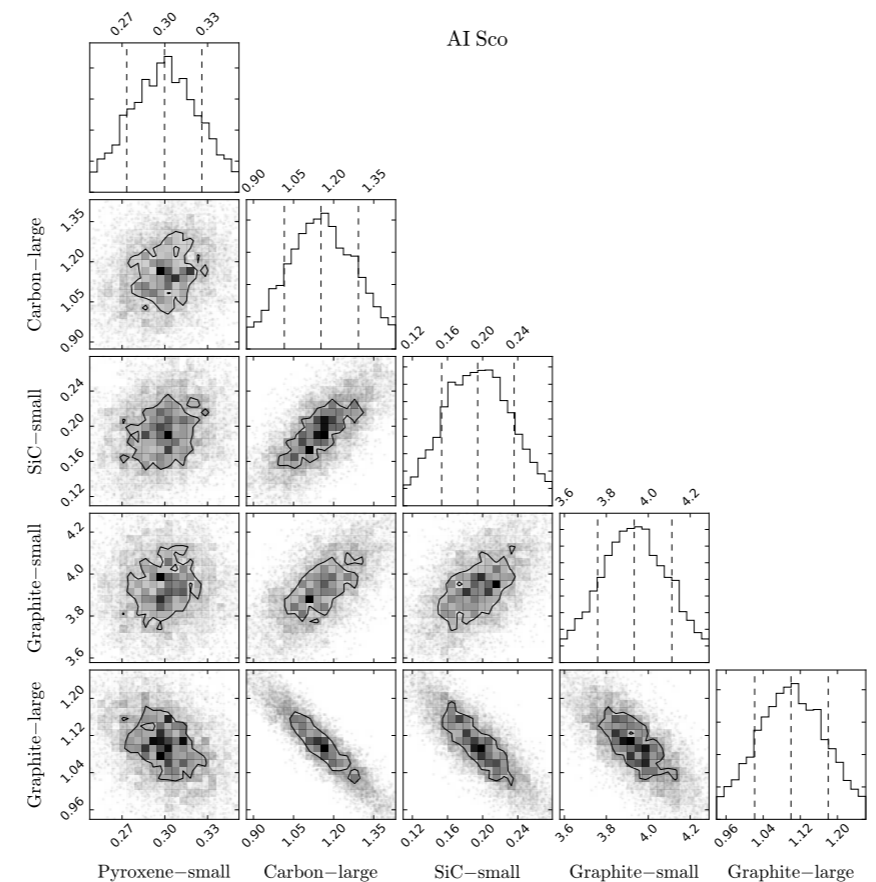 0.27 0.30 0.33
AI Sco
0.90 1.05 1.20 1.35
Carbon−large
1.35
1.20
1.05
0.90
0.12 0.16 0.20 0.24
SiC−small
0.24
0.20
0.16
0.12
3.6 3.8 4.0 4.2
Graphite−small
4.2
4.0
3.8
3.6
Graphite−large
1.20
1.12
1.04
0.96
0.27 0.30 0.33 0.90 1.05 1.20 1.35 0.12 0.16 0.20 0.24 3.6 3.8 4.0 4.2 0.96 1.04 1.12 1.20
Pyroxene−small Carbon−large SiC−small Graphite−small Graphite−large